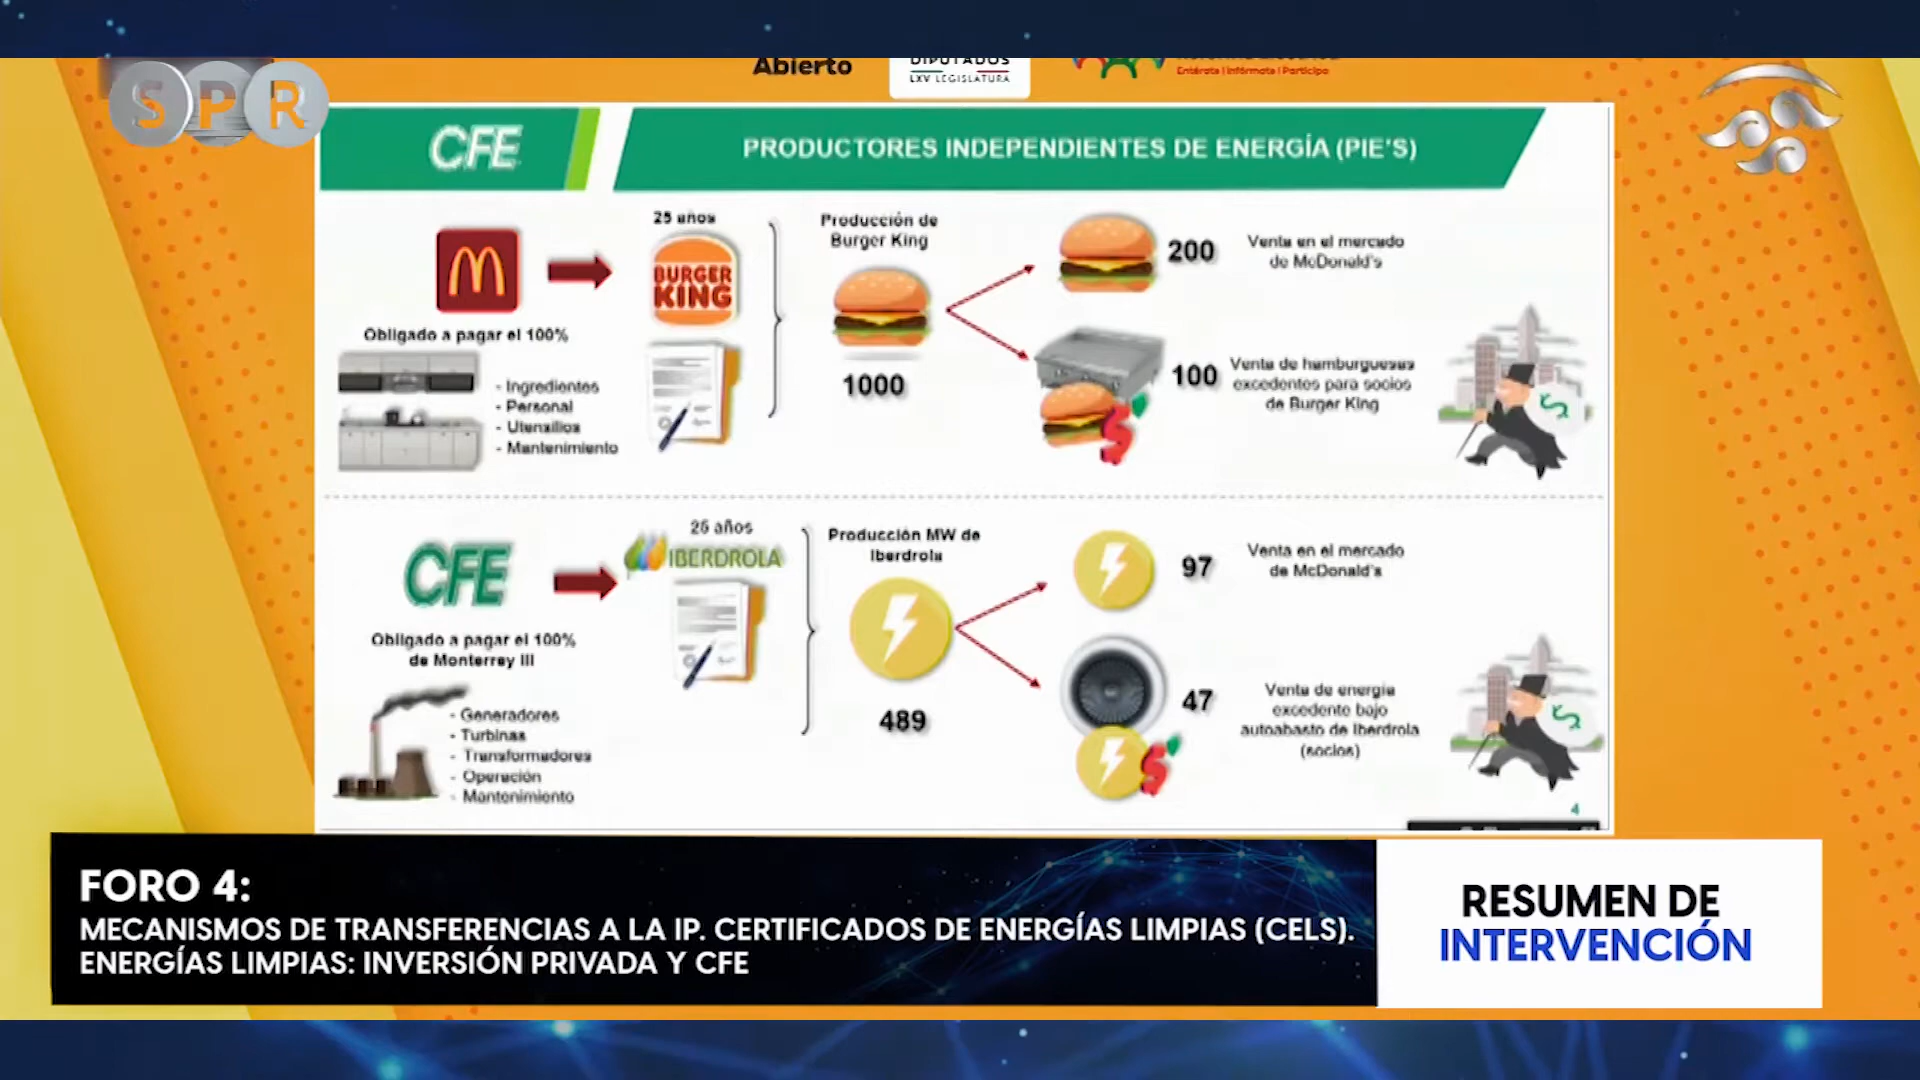 Abierto
DIPUTADOS
LXV LEGISLATURA
Entérate | Infórmate | Participa
SPR
CFE
PRODUCTORES INDEPENDIENTES DE ENERGÍA (PIE'S)
25 años
BURGER
KING
Obligado a pagar el 100%
- Ingredientes
- Personal
- Utensilios
- Mantenimiento
Producción de
Burger King
1000
200
Venta en el mercado
de McDonald's
100
Venta de hamburguesas
excedentes para socios
de Burger King
CFE
25 años
IBERDROLA
Obligado a pagar el 100%
de Monterrey III
- Generadores
- Turbinas
- Transformadores
- Operación
- Mantenimiento
Producción MW de
Iberdrola
489
97
Venta en el mercado
de McDonald's
47
Venta de energía
excedente bajo
autoabasto de Iberdrola
(socios)
4
FORO 4:
MECANISMOS DE TRANSFERENCIAS A LA IP. CERTIFICADOS DE ENERGÍAS LIMPIAS (CELS).
ENERGÍAS LIMPIAS: INVERSIÓN PRIVADA Y CFE
RESUMEN DE
INTERVENCIÓN